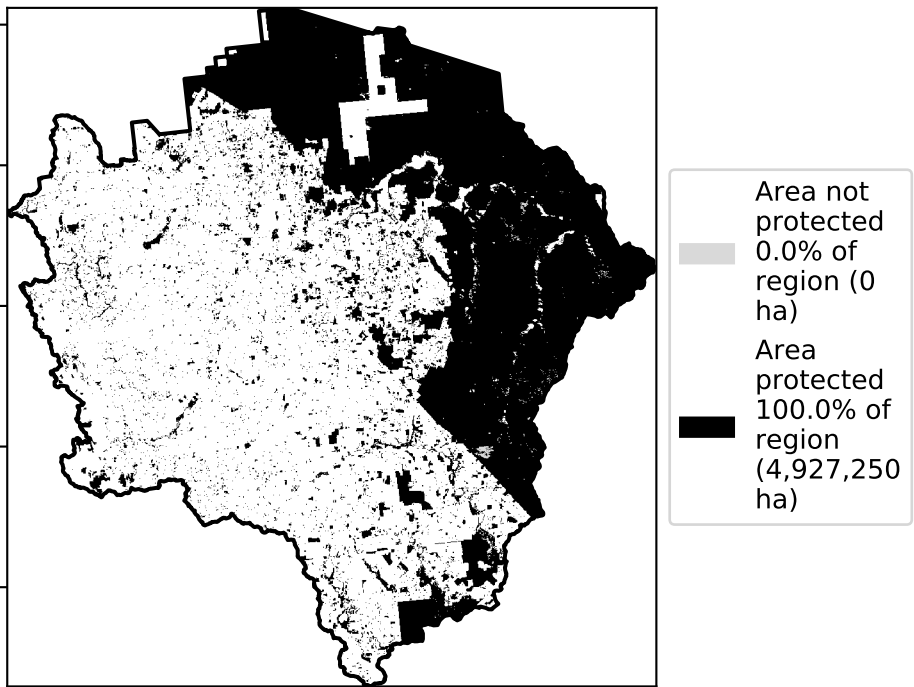 Area not
protected
0.0% of
region (0
ha)
Area
protected
100.0% of
region
(4,927,250
ha)